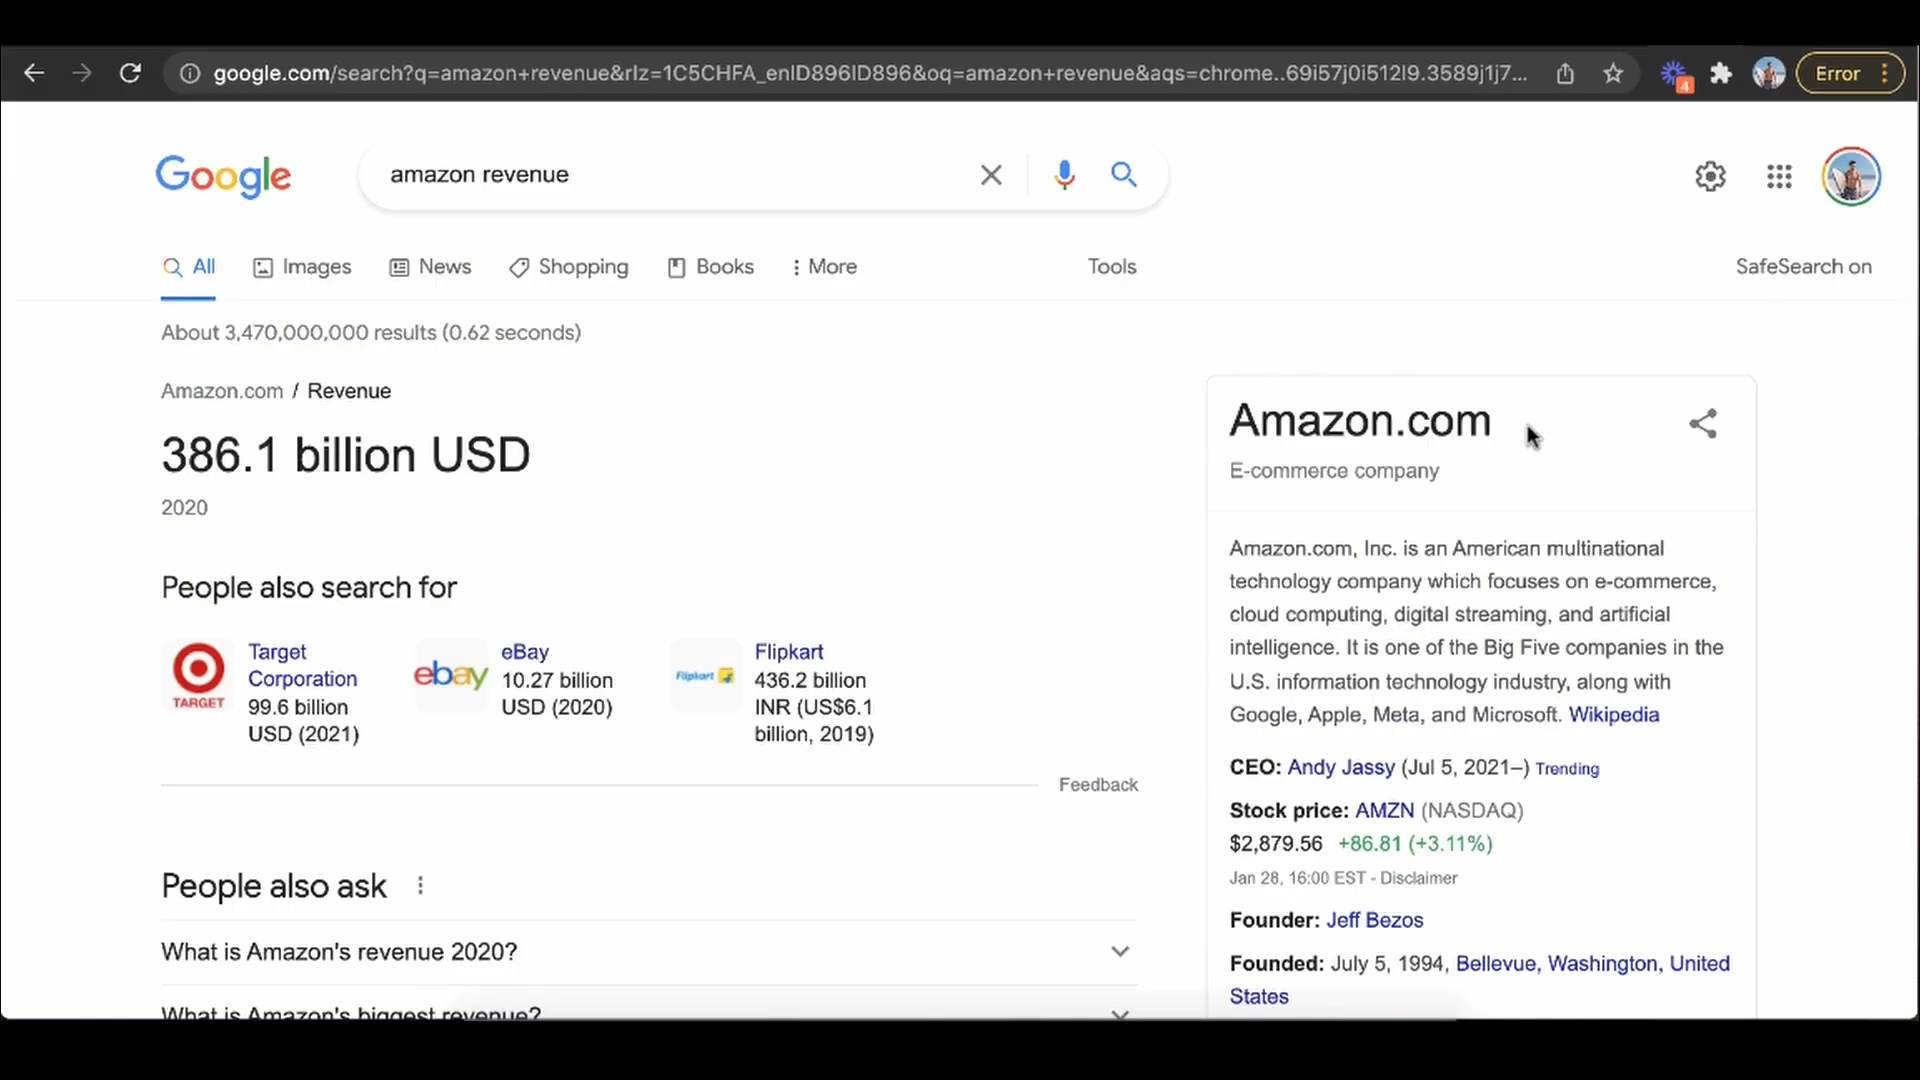 google.com/search?q=amazon+revenue&rlz=1C5CHFA_enID896ID896&oq=amazon+revenue&aqs=chrome..69i57j0i512l9.3589j1j7...
4
Error
Google
amazon revenue
All
Images
News
Shopping
Books
More
Tools
SafeSearch on
About 3,470,000,000 results (0.62 seconds)
Amazon.com / Revenue
386.1 billion USD
2020
People also search for
TARGET
Target
Corporation
99.6 billion
USD (2021)
ebay
eBay
10.27 billion
USD (2020)
Flipkart
Flipkart
436.2 billion
INR (US$6.1
billion, 2019)
Feedback
People also ask
What is Amazon's revenue 2020?
What is Amazon's biggest revenue?
Amazon.com
E-commerce company
Amazon.com, Inc. is an American multinational
technology company which focuses on e-commerce,
cloud computing, digital streaming, and artificial
intelligence. It is one of the Big Five companies in the
U.S. information technology industry, along with
Google, Apple, Meta, and Microsoft. Wikipedia
CEO: Andy Jassy (Jul 5, 2021–) Trending
Stock price: AMZN (NASDAQ)
$2,879.56 +86.81 (+3.11%)
Jan 28, 16:00 EST - Disclaimer
Founder: Jeff Bezos
Founded: July 5, 1994, Bellevue, Washington, United
States